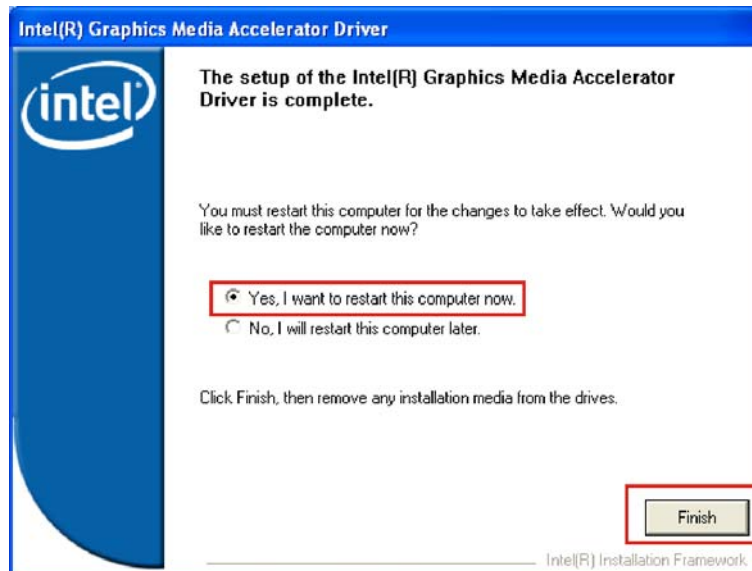 Intel(R) Graphics Media Accelerator Driver
intel
The setup of the Intel(R) Graphics Media Accelerator
Driver is complete.
You must restart this computer for the changes to take effect. Would you
like to restart the computer now?
Yes, I want to restart this computer now.
No, I will restart this computer later.
Click Finish, then remove any installation media from the drives.
Finish
Intel(R) Installation Framework